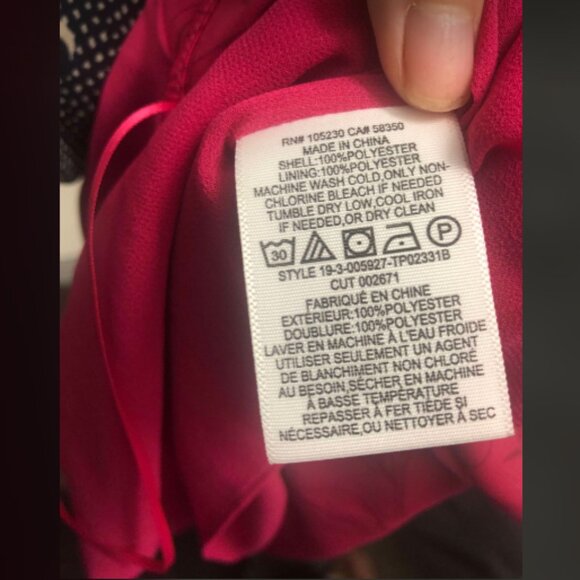 RN# 105230 CA# 58350
MADE IN CHINA
SHELL:100%POLYESTER
LINING:100%POLYESTER
MACHINE WASH COLD,ONLY NON-
CHLORINE BLEACH IF NEEDED
TUMBLE DRY LOW,COOL IRON
IF NEEDED,OR DRY CLEAN
30 P
STYLE 19-3-005927-TP02331B
CUT 002671
FABRIQUÉ EN CHINE
EXTÉRIEUR:100%POLYESTER
DOUBLURE:100%POLYESTER
LAVER EN MACHINE À L'EAU FROIDE
UTILISER SEULEMENT UN AGENT
DE BLANCHIMENT NON CHLORÉ
AU BESOIN,SÉCHER EN MACHINE
À BASSE TEMPÉRATURE
REPASSER À FER TIÈDE SI
NÉCESSAIRE,OU NETTOYER À SEC